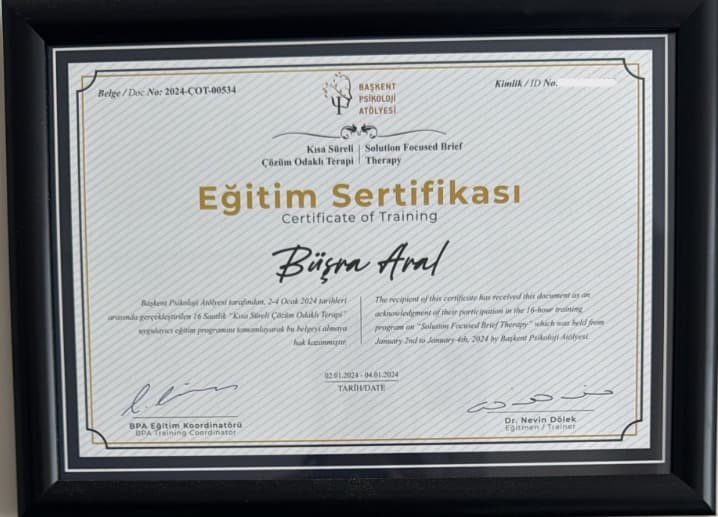 Belge / Doc No: 2024-ÇOT-00534
BAŞKENT
PSİKOLOJİ
ATÖLYESİ
Kimlik / ID No.
Kısa Süreli
Çözüm Odaklı Terapi
Solution Focused Brief
Therapy
Eğitim Sertifikası
Certificate of Training
Büşra Aral
Başkent Psikoloji Atölyesi tarafından, 2-4 Ocak 2024 tarihleri
arasında gerçekleştirilen 16 Saatlik "Kısa Süreli Çözüm Odaklı Terapi"
uygulayıcı eğitim programını tamamlayarak bu belgeyi almaya
hak kazanmıştır.
The recipient of this certificate has received this document as an
acknowledgment of their participation in the 16-hour training
program on "Solution Focused Brief Therapy" which was held from
January 2nd to January 4th, 2024 by Başkent Psikoloji Atölyesi.
02.01.2024 - 04.01.2024
TARİH/DATE
BPA Eğitim Koordinatörü
BPA Training Coordinator
Dr. Nevin Dölek
Eğitmen / Trainer